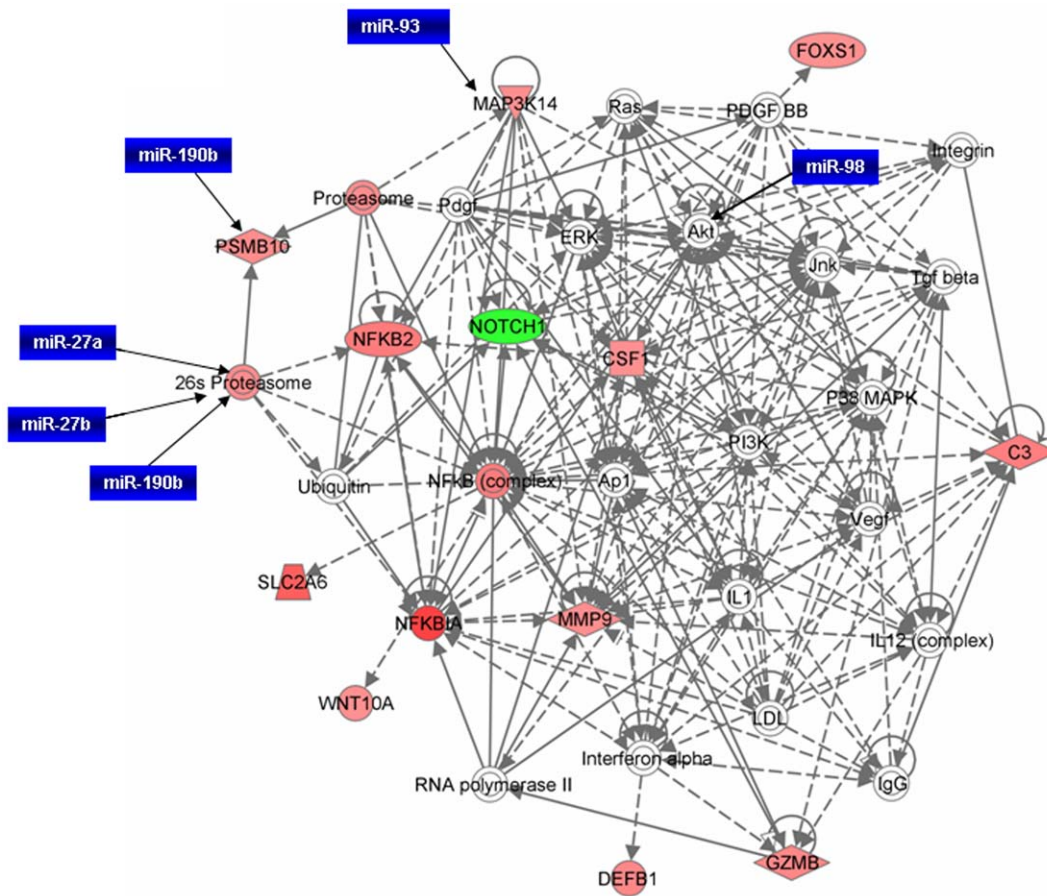 miR-93
FOXS1
MAP3K14
Ras
PDGF BB
miR-190b
Integrin
miR-98
Proteasome
Pdgf
ERK
Akt
PSMB10
Jnk
Tgf beta
NOTCH1
NFKB2
miR-27a
CSF1
26s Proteasome
P38 MAPK
miR-27b
PI3K
C3
miR-190b
Ubiquitin
NFkB (complex)
Ap1
Vegf
SLC2A6
IL1
NFKBIA
MMP9
IL12 (complex)
WNT10A
LDL
Interferon alpha
RNA polymerase II
IgG
GZMB
DEFB1